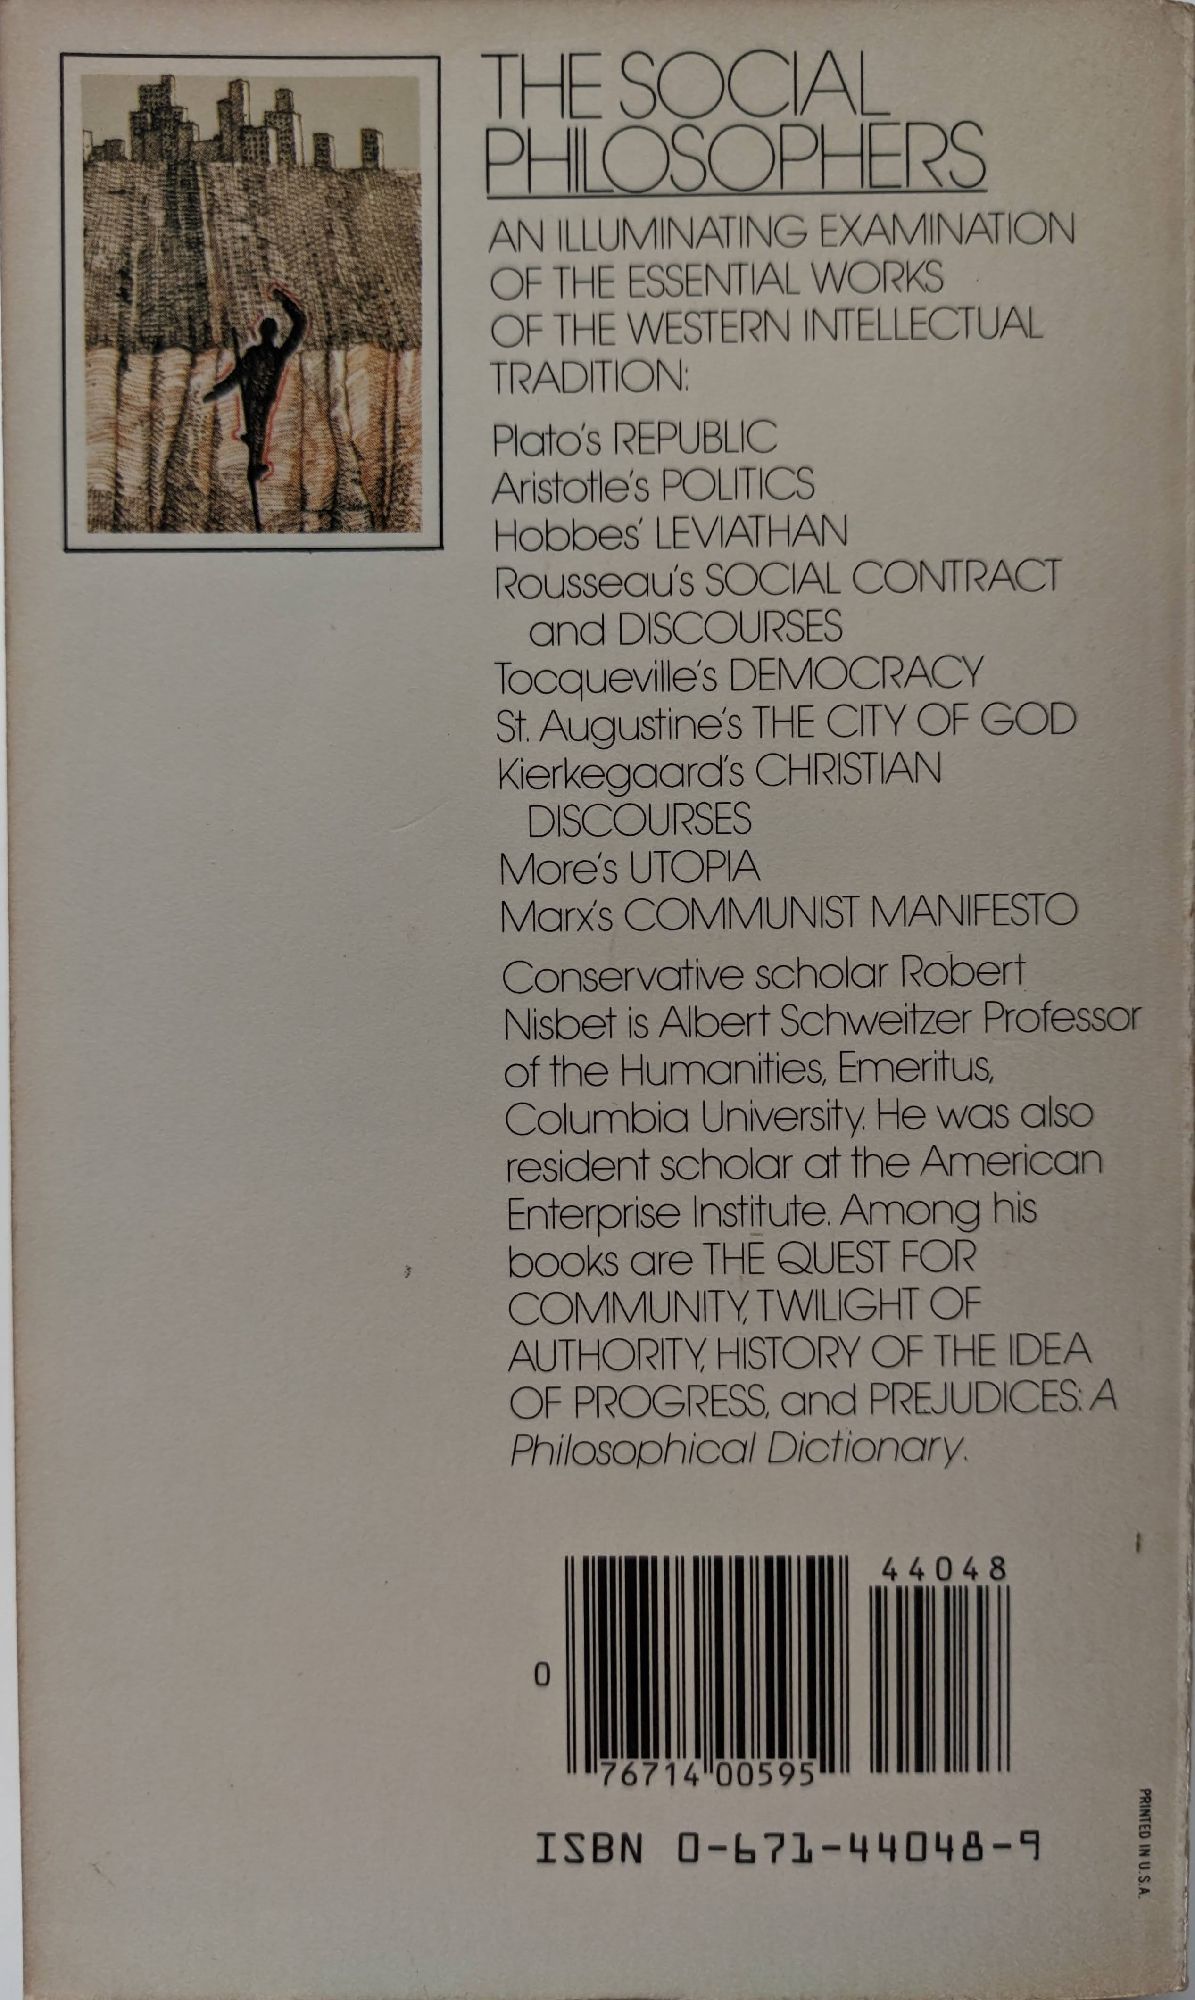 THE SOCIAL
PHILOSOPHERS
AN ILLUMINATING EXAMINATION
OF THE ESSENTIAL WORKS
OF THE WESTERN INTELLECTUAL
TRADITION:
Plato's REPUBLIC
Aristotle's POLITICS
Hobbes' LEVIATHAN
Rousseau's SOCIAL CONTRACT
and DISCOURSES
Tocqueville's DEMOCRACY
St. Augustine's THE CITY OF GOD
Kierkegaard's CHRISTIAN
DISCOURSES
More's UTOPIA
Marx's COMMUNIST MANIFESTO
Conservative scholar Robert
Nisbet is Albert Schweitzer Professor
of the Humanities, Emeritus,
Columbia University. He was also
resident scholar at the American
Enterprise Institute. Among his
books are THE QUEST FOR
COMMUNITY, TWILIGHT OF
AUTHORITY, HISTORY OF THE IDEA
OF PROGRESS, and PREJUDICES: A
Philosophical Dictionary.
44048
0
76714 00595
ISBN 0-671-44048-9
PRINTED IN U.S.A.